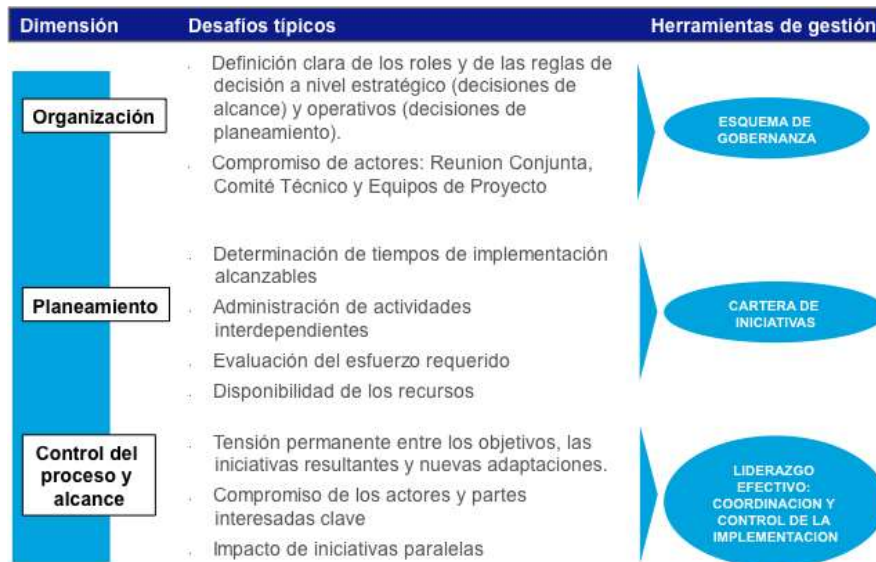 Dimensión Desafíos típicos Herramientas de gestión
Organización
. Definición clara de los roles y de las reglas de
decisión a nivel estratégico (decisiones de
alcance) y operativos (decisiones de
planeamiento).
. Compromiso de actores: Reunion Conjunta,
Comité Técnico y Equipos de Proyecto
ESQUEMA DE
GOBERNANZA
Planeamiento
. Determinación de tiempos de implementación
alcanzables
. Administración de actividades
interdependientes
. Evaluación del esfuerzo requerido
. Disponibilidad de los recursos
CARTERA DE
INICIATIVAS
Control del
proceso y
alcance
. Tensión permanente entre los objetivos, las
iniciativas resultantes y nuevas adaptaciones.
. Compromiso de los actores y partes
interesadas clave
. Impacto de iniciativas paralelas
LIDERAZGO
EFECTIVO:
COORDINACION Y
CONTROL DE LA
IMPLEMENTACION